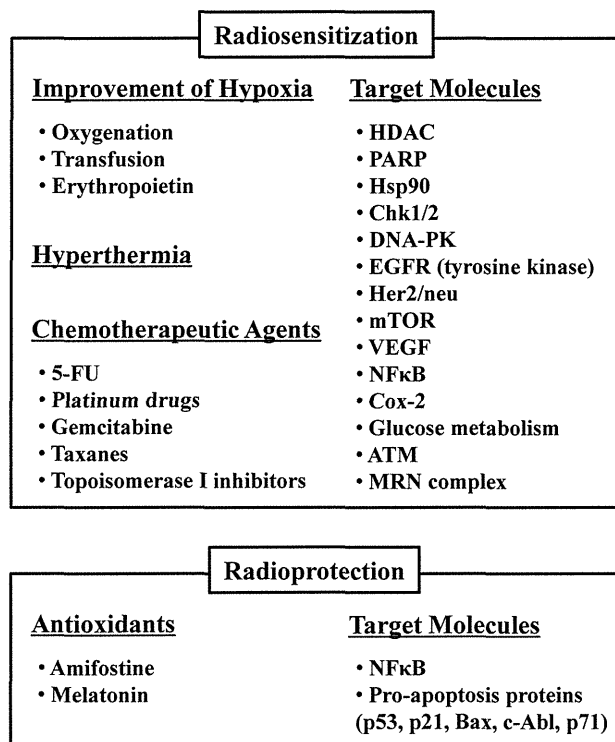 Radiosensitization
Improvement of Hypoxia
• Oxygenation
• Transfusion
• Erythropoietin
Hyperthermia
Chemotherapeutic Agents
• 5-FU
• Platinum drugs
• Gemcitabine
• Taxanes
• Topoisomerase I inhibitors
Target Molecules
• HDAC
• PARP
• Hsp90
• Chk1/2
• DNA-PK
• EGFR (tyrosine kinase)
• Her2/neu
• mTOR
• VEGF
• NFκB
• Cox-2
• Glucose metabolism
• ATM
• MRN complex
Radioprotection
Antioxidants
• Amifostine
• Melatonin
Target Molecules
• NFκB
• Pro-apoptosis proteins
(p53, p21, Bax, c-Abl, p71)